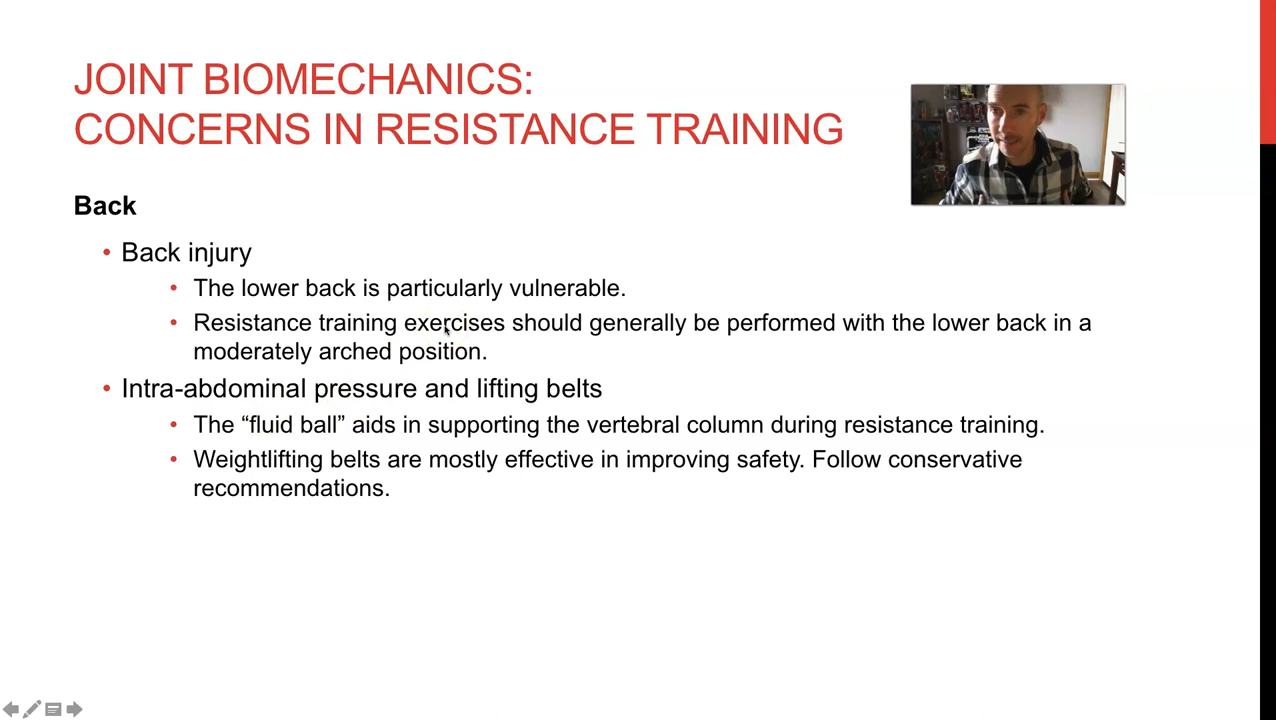 JOINT BIOMECHANICS:
CONCERNS IN RESISTANCE TRAINING
Back
• Back injury
• The lower back is particularly vulnerable.
• Resistance training exercises should generally be performed with the lower back in a
moderately arched position.
• Intra-abdominal pressure and lifting belts
• The “fluid ball” aids in supporting the vertebral column during resistance training.
• Weightlifting belts are mostly effective in improving safety. Follow conservative
recommendations.